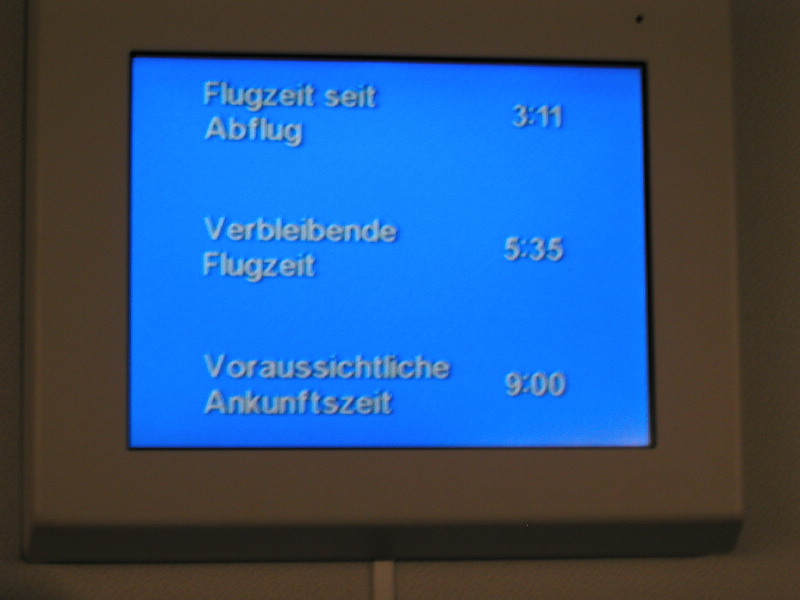 Flugzeit seit
Abflug 3:11
Verbleibende
Flugzeit 5:35
Voraussichtliche
Ankunftszeit 9:00